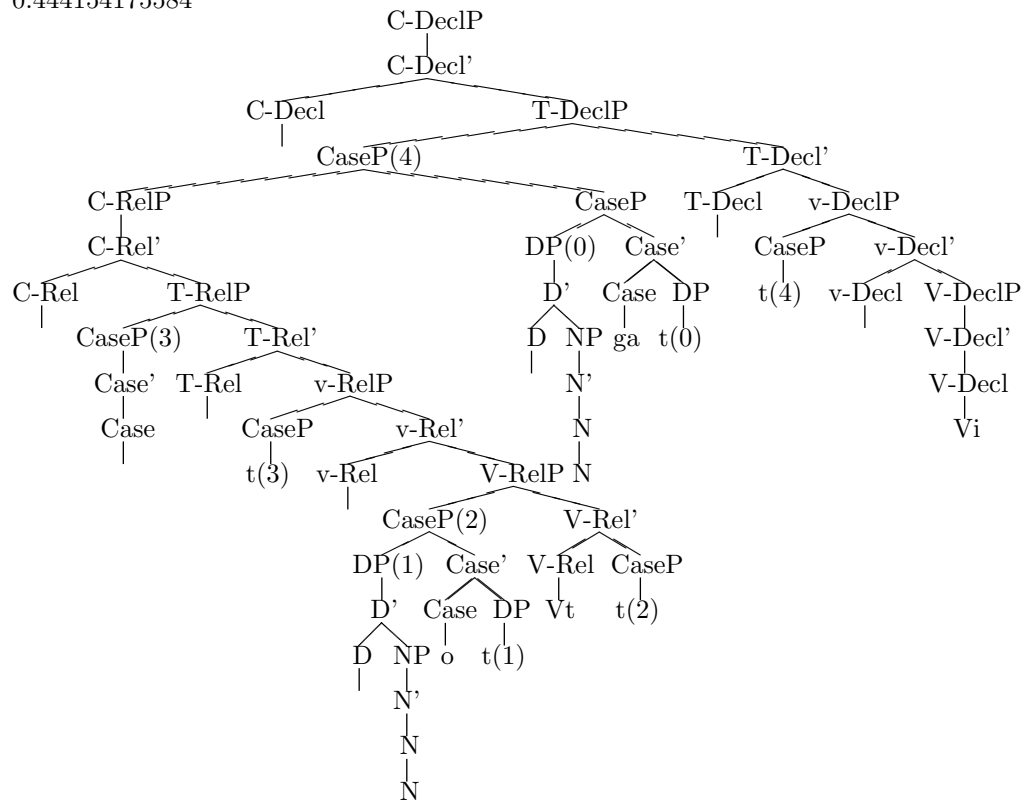 0.444154175584
C-DeclP
C-Decl'
C-Decl T-DeclP
CaseP(4) T-Decl'
C-RelP CaseP T-Decl v-DeclP
C-Rel' DP(0) Case' CaseP v-Decl'
C-Rel T-RelP D' Case DP t(4) v-Decl V-DeclP
CaseP(3) T-Rel' D NP ga t(0) V-Decl'
Case' T-Rel v-RelP N' V-Decl
Case CaseP v-Rel' N Vi
t(3) v-Rel V-RelP N
CaseP(2) V-Rel'
DP(1) Case' V-Rel CaseP
D' Case DP Vt t(2)
D NP o t(1)
N'
N
N